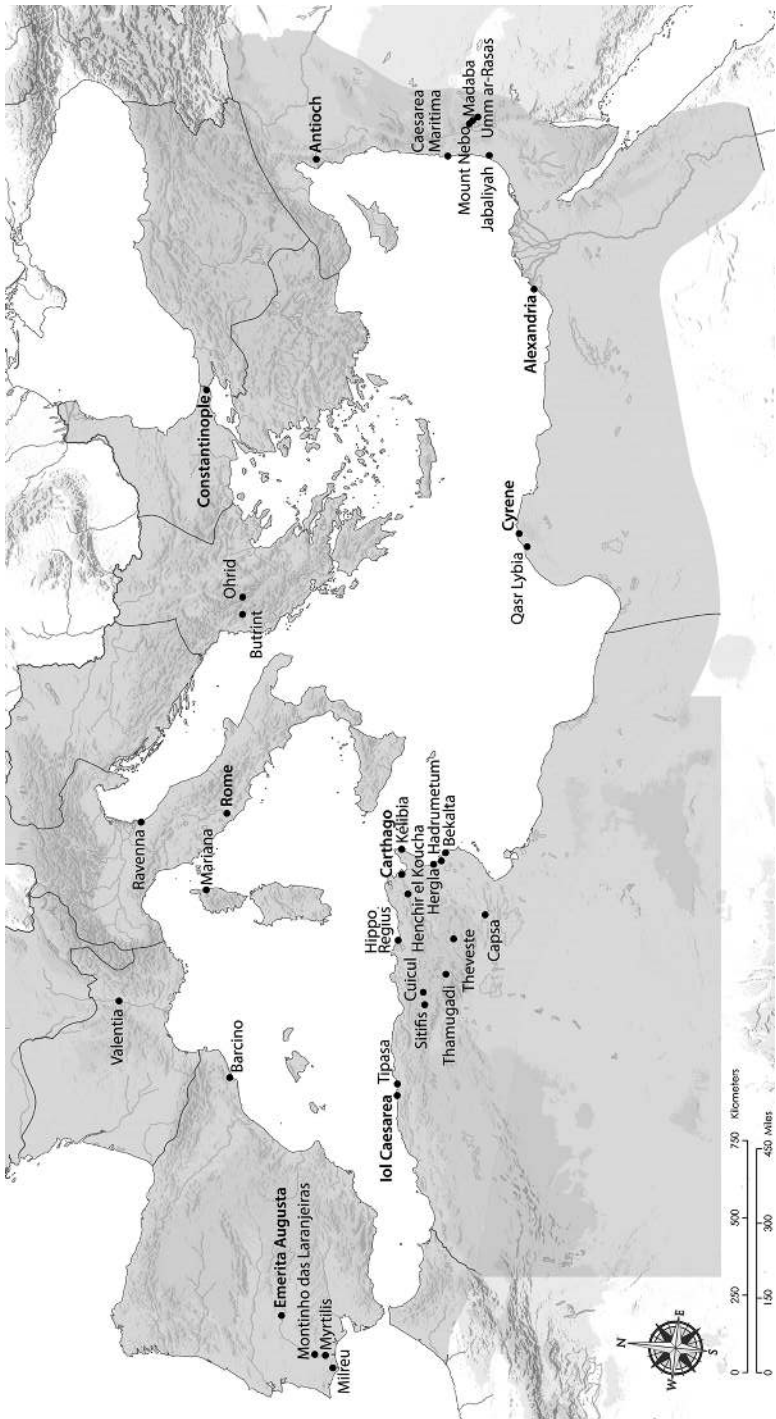 Valentia
Ravenna
Mariana
Rome
Barcino
Emerita Augusta
Montinho das Laranjeiras
Myrtilis
Milreu
Iol Caesarea
Tipasa
Sitifis
Cuicul
Hippo
Regius
Thamugadi
Theveste
Capsa
Henchir el Koucha
Carthago
Kélibia
Hergla
Hadrumetum
Bekalta
Butrint
Ohrid
Constantinople
Qasr Lybia
Cyrene
Alexandria
Antioch
Caesarea
Maritima
Mount Nebo
Madaba
Umm ar-Rasas
Jabaliyah
N
W
E
S
0 250 500 750 Kilometers
0 150 300 450 Miles